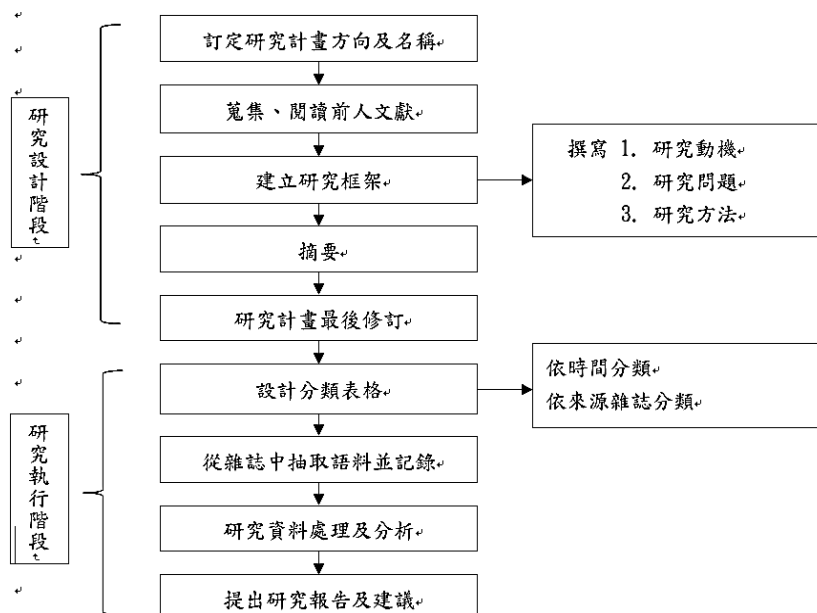 訂定研究計畫方向及名稱
蒐集、閱讀前人文獻
研究設計階段
建立研究框架
撰寫 1. 研究動機
2. 研究問題
3. 研究方法
摘要
研究計畫最後修訂
設計分類表格
依時間分類
依來源雜誌分類
研究執行階段
從雜誌中抽取語料並記錄
研究資料處理及分析
提出研究報告及建議